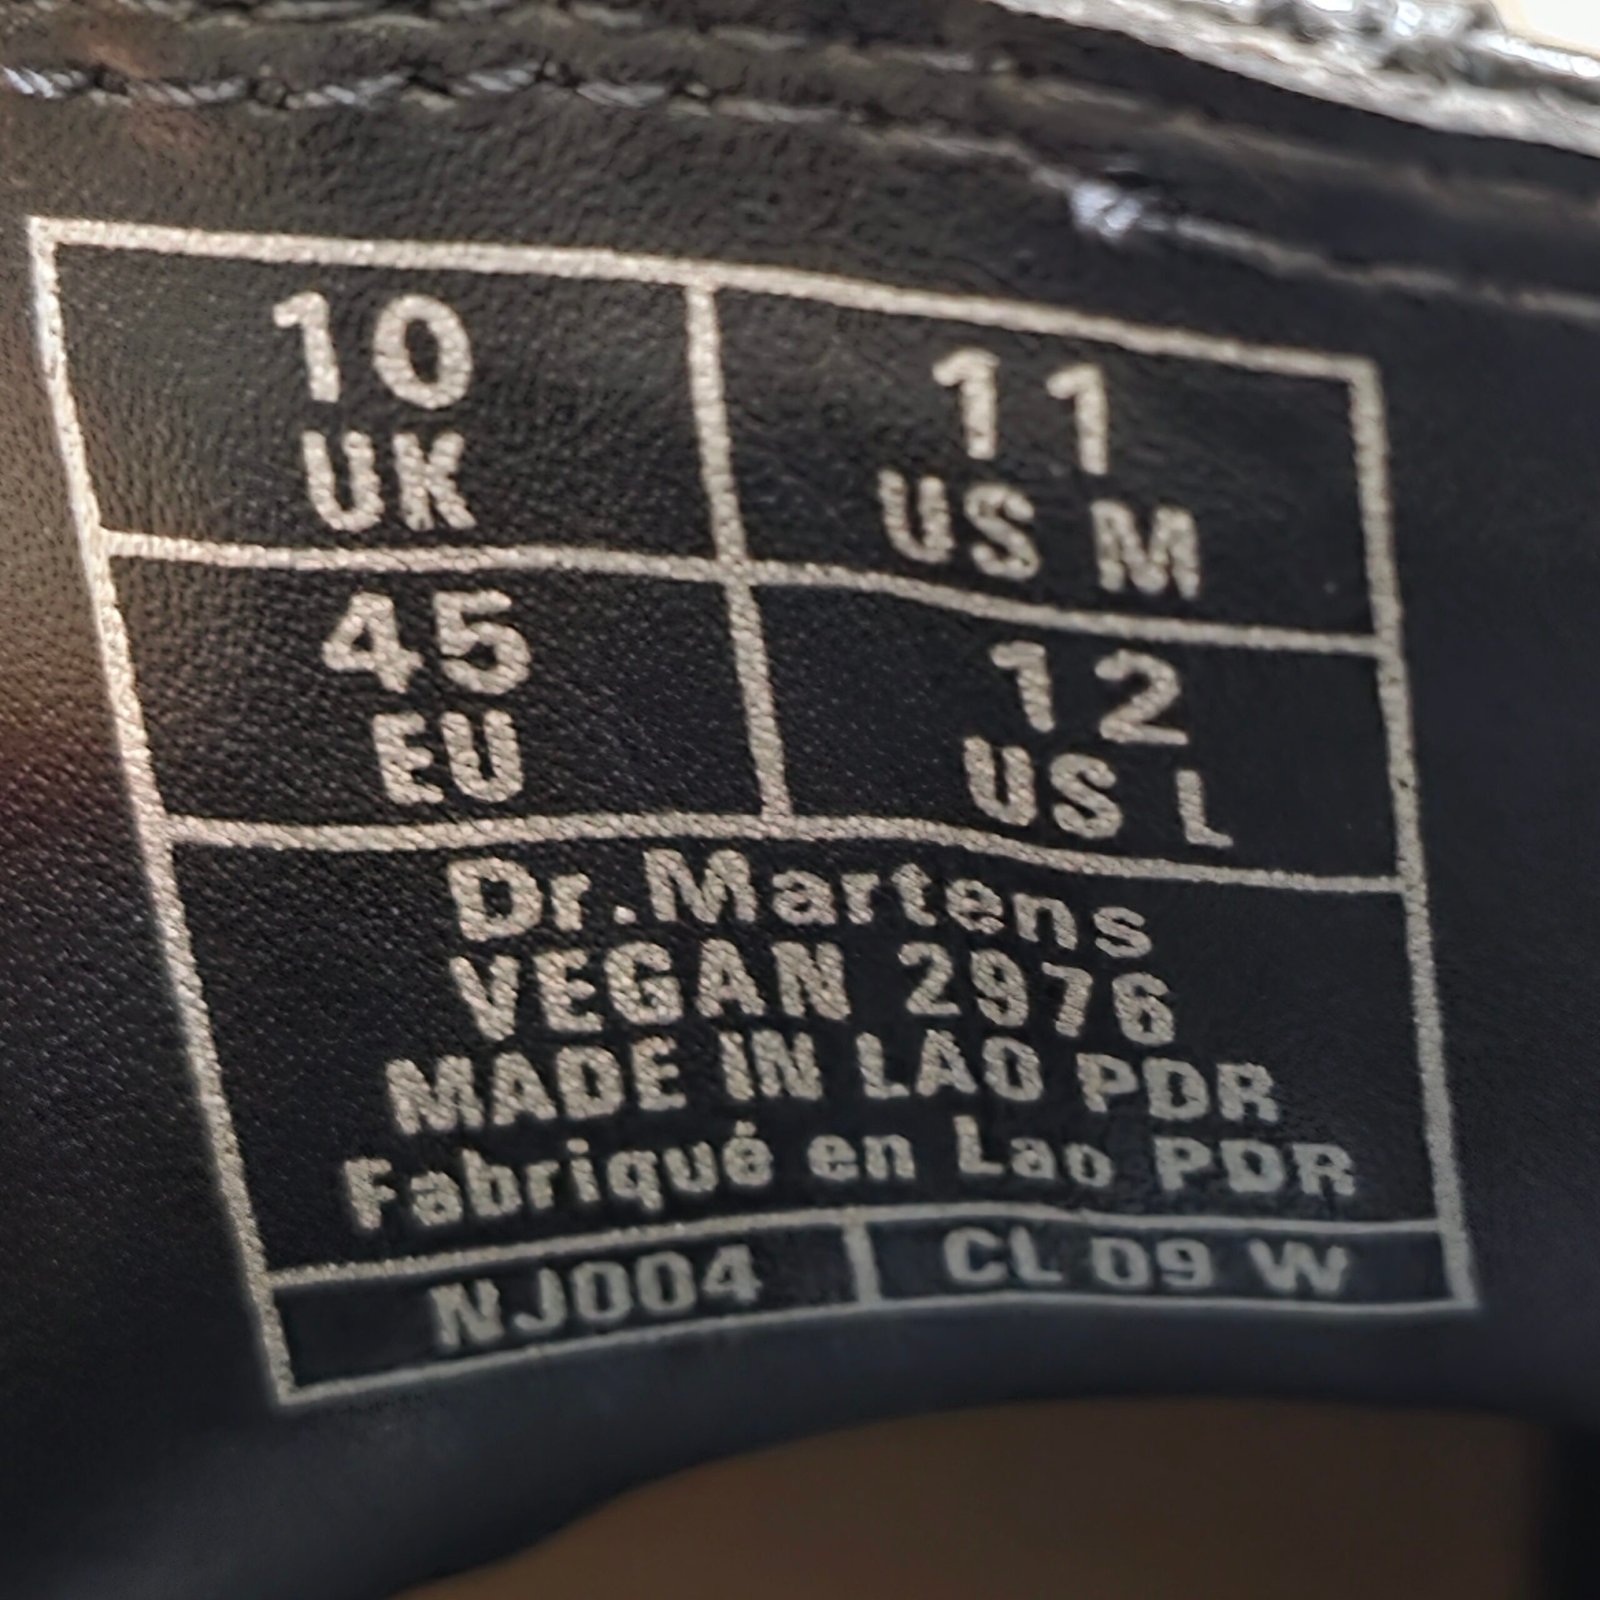 10
UK
11
US M
45
EU
12
US L
Dr.Martens
VEGAN 2976
MADE IN LAO PDR
Fabriqué en Lao PDR
NJ004
CL 09 W